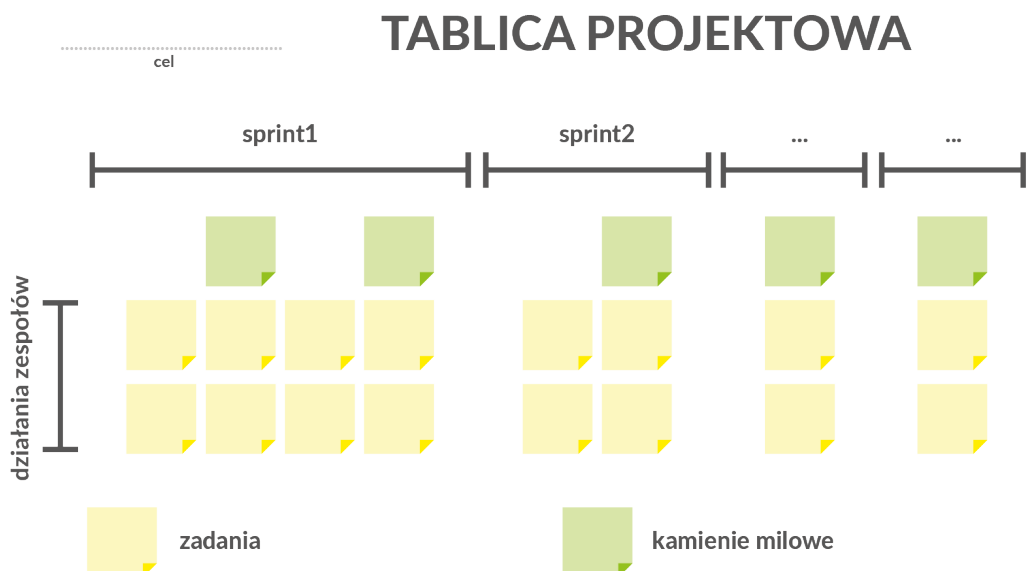 TABLICA PROJEKTOWA
cel
sprint1
sprint2
...
...
działania zespołów
zadania
kamienie milowe